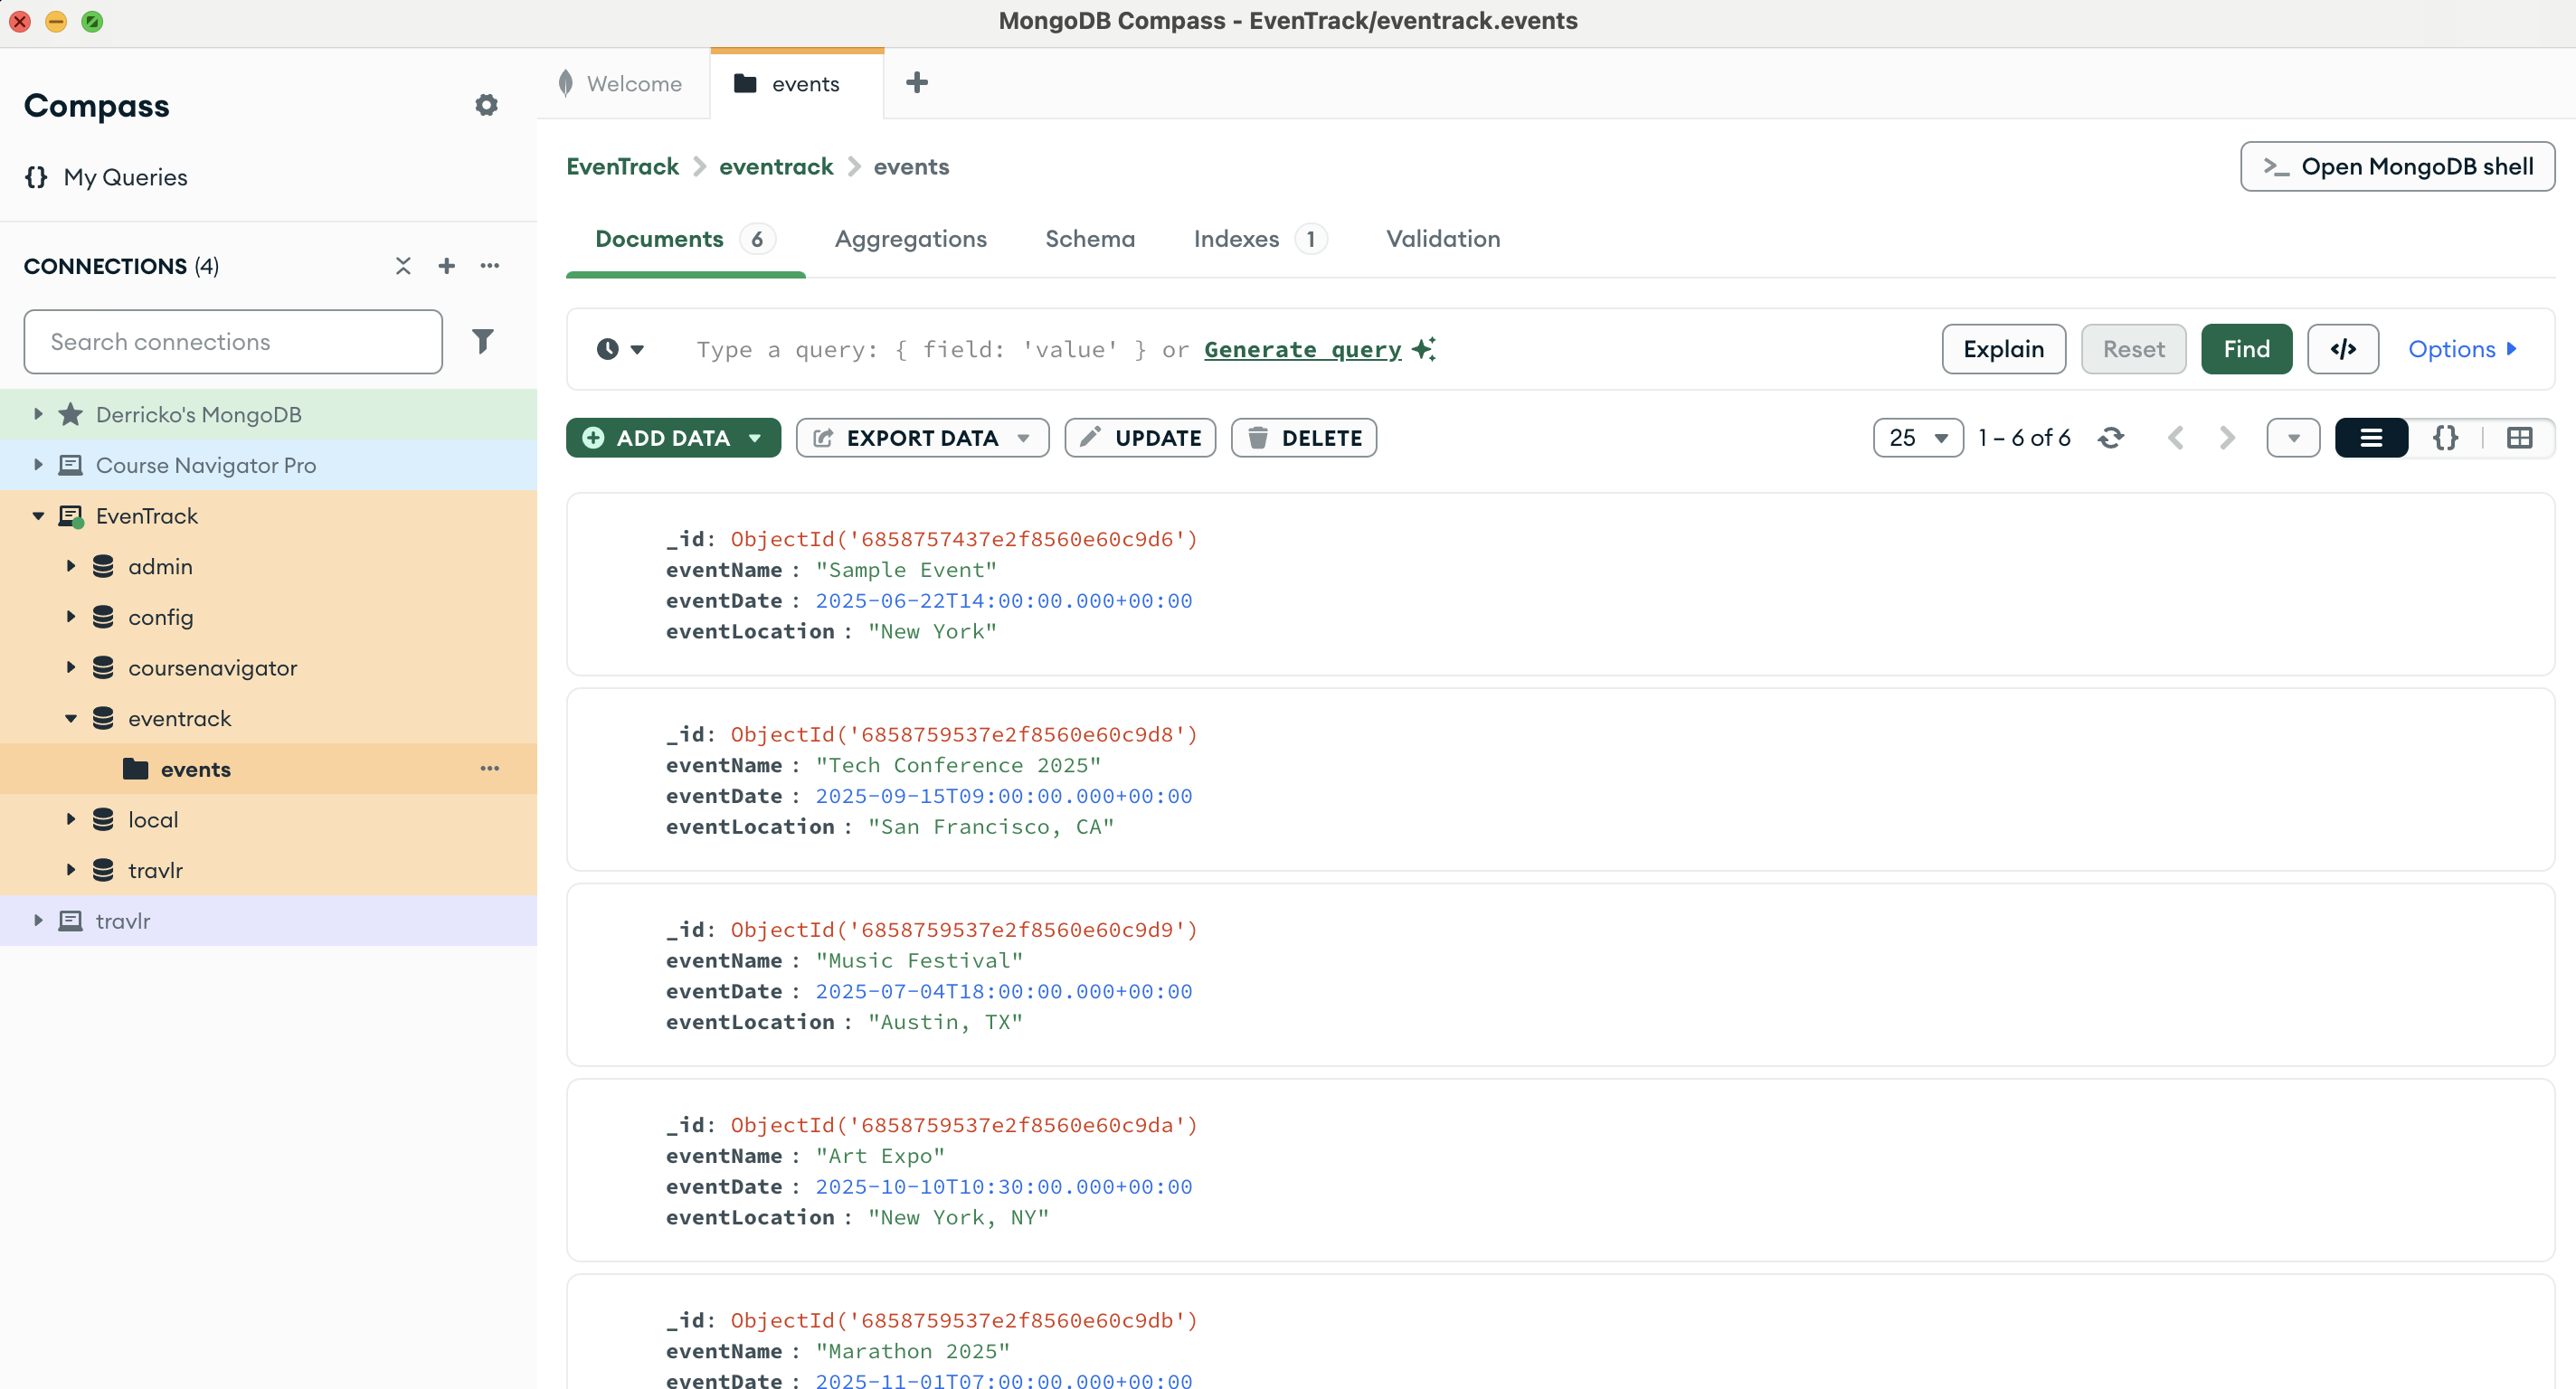 MongoDB Compass - EvenTrack/eventrack.events
Compass
{} My Queries
CONNECTIONS (4)
Search connections
Derricko's MongoDB
Course Navigator Pro
EvenTrack
admin
config
coursenavigator
eventrack
events
local
travlr
travlr
Welcome
events
EvenTrack > eventrack > events
>_ Open MongoDB shell
Documents 6 Aggregations Schema Indexes 1 Validation
Type a query: { field: 'value' } or Generate query
Explain Reset Find </> Options
ADD DATA EXPORT DATA UPDATE DELETE
25 1 – 6 of 6 {}
_id: ObjectId('6858757437e2f8560e60c9d6')
eventName : "Sample Event"
eventDate : 2025-06-22T14:00:00.000+00:00
eventLocation : "New York"
_id: ObjectId('6858759537e2f8560e60c9d8')
eventName : "Tech Conference 2025"
eventDate : 2025-09-15T09:00:00.000+00:00
eventLocation : "San Francisco, CA"
_id: ObjectId('6858759537e2f8560e60c9d9')
eventName : "Music Festival"
eventDate : 2025-07-04T18:00:00.000+00:00
eventLocation : "Austin, TX"
_id: ObjectId('6858759537e2f8560e60c9da')
eventName : "Art Expo"
eventDate : 2025-10-10T10:30:00.000+00:00
eventLocation : "New York, NY"
_id: ObjectId('6858759537e2f8560e60c9db')
eventName : "Marathon 2025"
eventDate : 2025-11-01T07:00:00.000+00:00